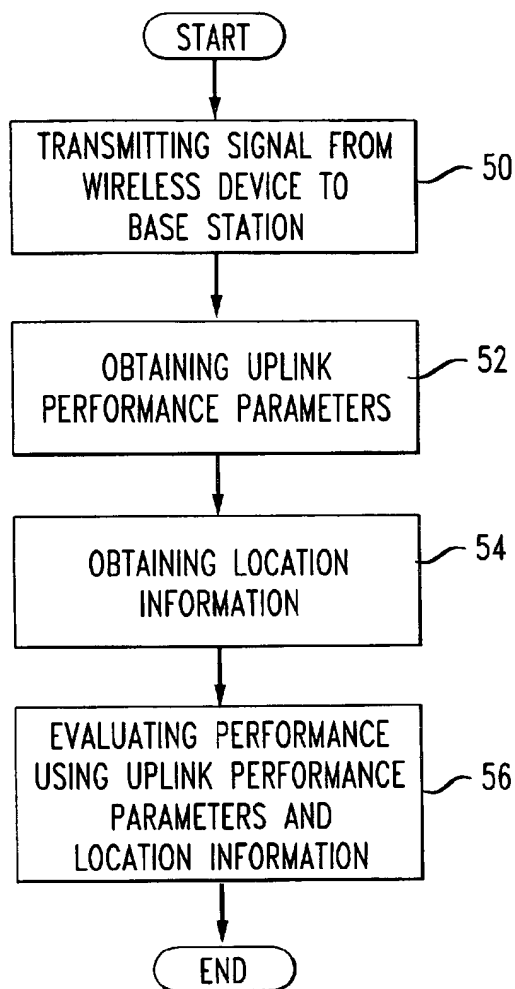 START
TRANSMITTING SIGNAL FROM
WIRELESS DEVICE TO
BASE STATION
50
OBTAINING UPLINK
PERFORMANCE PARAMETERS
52
OBTAINING LOCATION
INFORMATION
54
EVALUATING PERFORMANCE
USING UPLINK PERFORMANCE
PARAMETERS AND
LOCATION INFORMATION
56
END